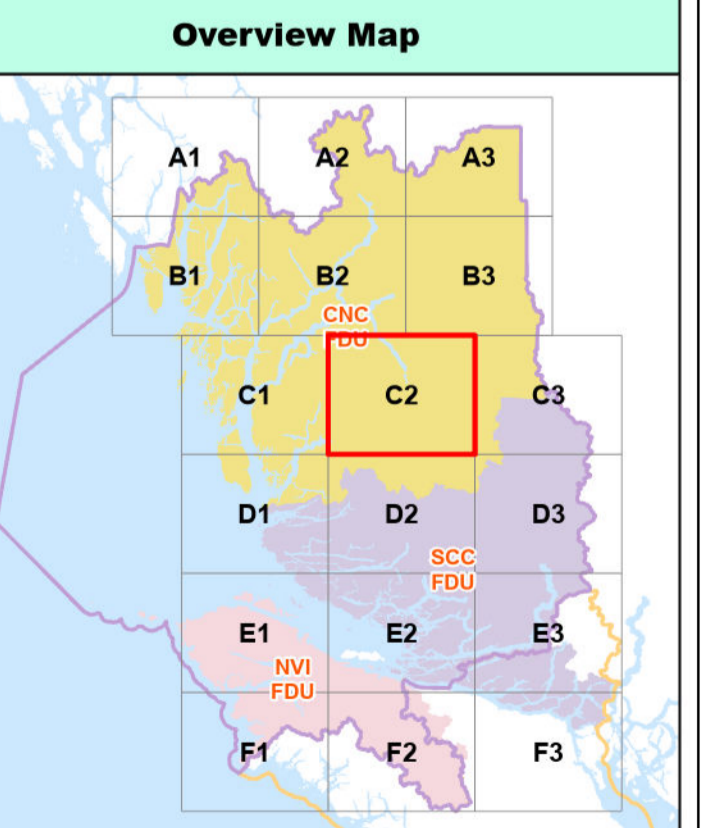 Overview Map
A1
A2
A3
B1
B2
B3
CNC
FDU
C1
C2
C3
D1
D2
D3
SCC
FDU
E1
E2
E3
NVI
FDU
F1
F2
F3